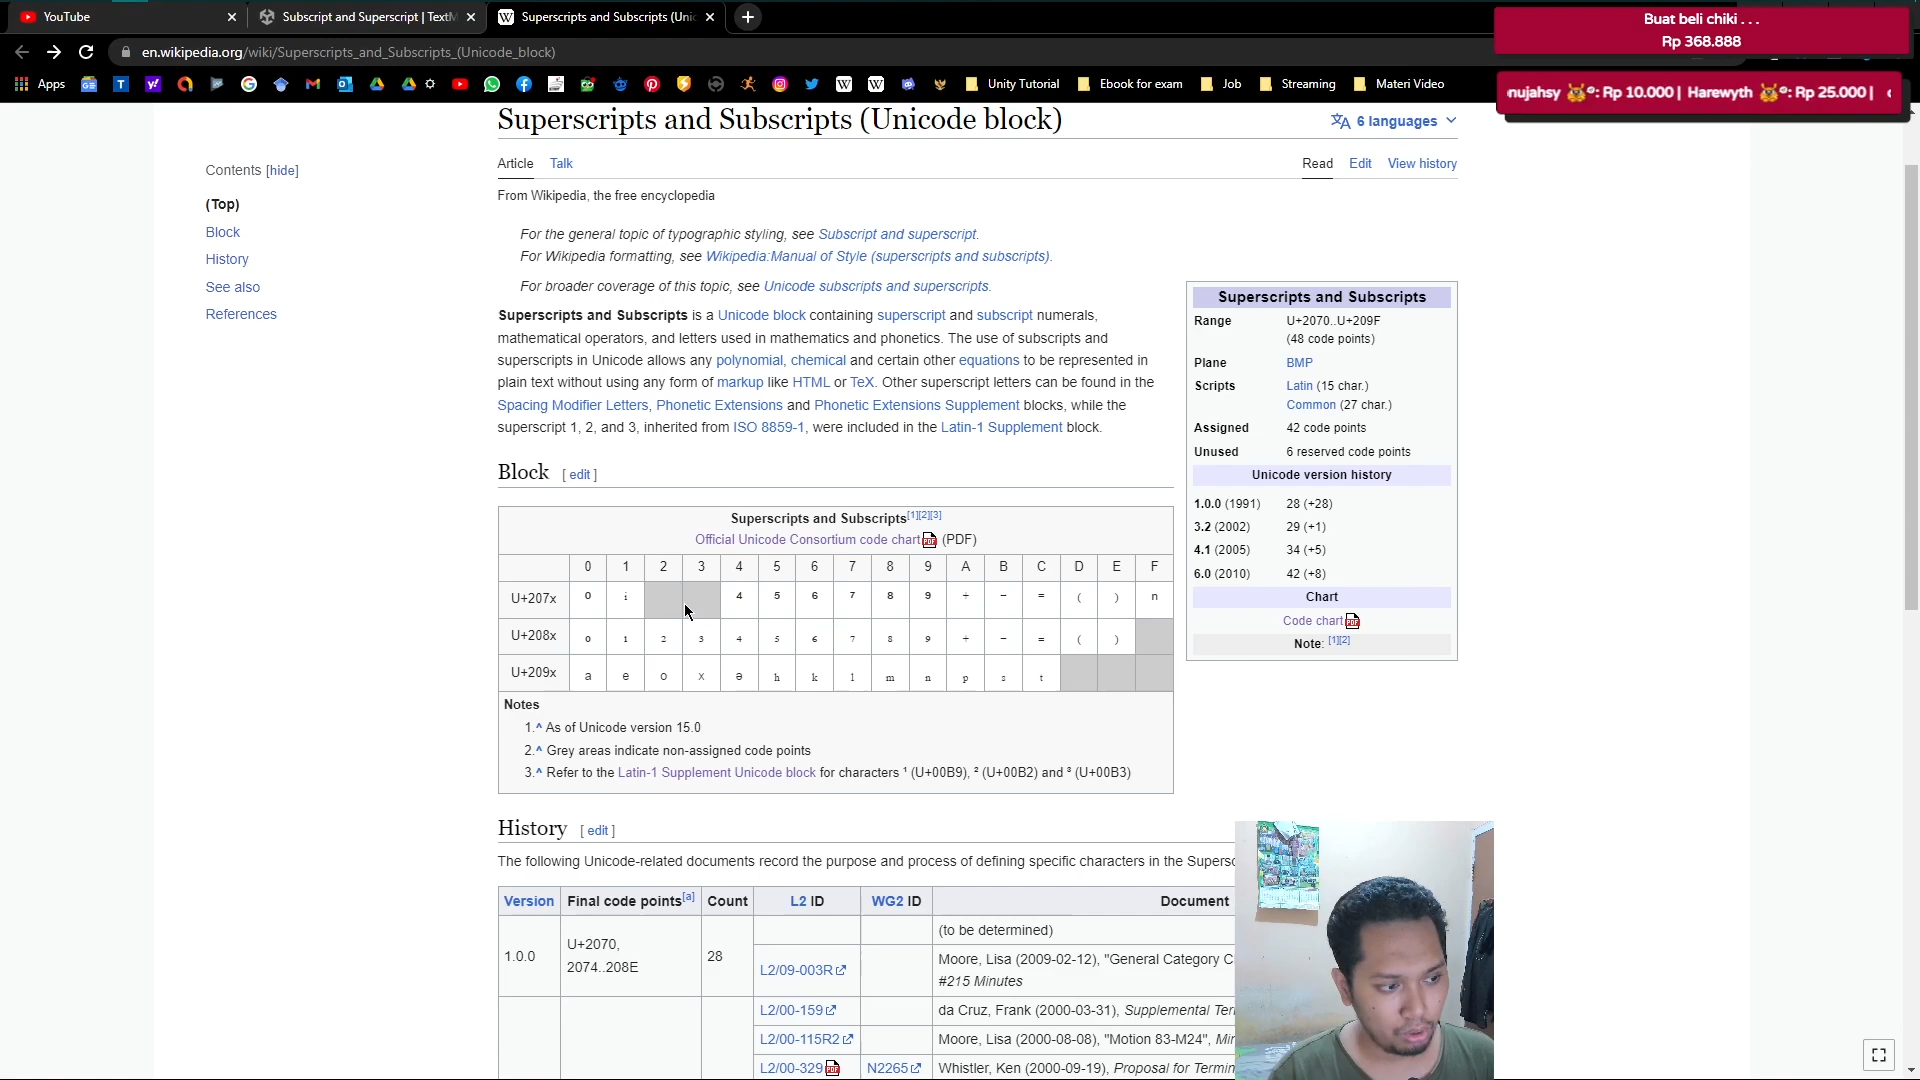 YouTube
Subscript and Superscript | TextM
Superscripts and Subscripts (Unic
Buat beli chiki . . .
Rp 368.888
en.wikipedia.org/wiki/Superscripts_and_Subscripts_(Unicode_block)
Apps
Unity Tutorial
Ebook for exam
Job
Streaming
Materi Video
nujahsy : Rp 10.000 | Harewyth : Rp 25.000 |
Superscripts and Subscripts (Unicode block)
6 languages
Contents [hide]
Article Talk
Read Edit View history
From Wikipedia, the free encyclopedia
(Top)
Block
History
See also
References
For the general topic of typographic styling, see Subscript and superscript.
For Wikipedia formatting, see Wikipedia:Manual of Style (superscripts and subscripts).
For broader coverage of this topic, see Unicode subscripts and superscripts.
Superscripts and Subscripts is a Unicode block containing superscript and subscript numerals,
mathematical operators, and letters used in mathematics and phonetics. The use of subscripts and
superscripts in Unicode allows any polynomial, chemical and certain other equations to be represented in
plain text without using any form of markup like HTML or TeX. Other superscript letters can be found in the
Spacing Modifier Letters, Phonetic Extensions and Phonetic Extensions Supplement blocks, while the
superscript 1, 2, and 3, inherited from ISO 8859-1, were included in the Latin-1 Supplement block.
Superscripts and Subscripts
Range U+2070..U+209F
(48 code points)
Plane BMP
Scripts Latin (15 char.)
Common (27 char.)
Assigned 42 code points
Unused 6 reserved code points
Unicode version history
1.0.0 (1991) 28 (+28)
3.2 (2002) 29 (+1)
4.1 (2005) 34 (+5)
6.0 (2010) 42 (+8)
Chart
Code chart
Note: [1][2]
Block [ edit ]
Superscripts and Subscripts[1][2][3]
Official Unicode Consortium code chart (PDF)
0 1 2 3 4 5 6 7 8 9 A B C D E F
U+207x ⁰ ⁱ ⁴ ⁵ ⁶ ⁷ ⁸ ⁹ ⁺ ⁻ ⁼ ⁽ ⁾ ⁿ
U+208x ₀ ₁ ₂ ₃ ₄ ₅ ₆ ₇ ₈ ₉ ₊ ₋ ₌ ₍ ₎
U+209x ₐ ₑ ₒ ₓ ₔ ₕ ₖ ₗ ₘ ₙ ₚ ₛ ₜ
Notes
1.^ As of Unicode version 15.0
2.^ Grey areas indicate non-assigned code points
3.^ Refer to the Latin-1 Supplement Unicode block for characters ¹ (U+00B9), ² (U+00B2) and ³ (U+00B3)
History [ edit ]
The following Unicode-related documents record the purpose and process of defining specific characters in the Supersc
Version Final code points[a] Count L2 ID WG2 ID Document
(to be determined)
1.0.0 U+2070, 28
2074..208E
L2/09-003R Moore, Lisa (2009-02-12), "General Category C
#215 Minutes
L2/00-159 da Cruz, Frank (2000-03-31), Supplemental Ter
L2/00-115R2 Moore, Lisa (2000-08-08), "Motion 83-M24", Min
L2/00-329 N2265 Whistler, Ken (2000-09-19), Proposal for Termin